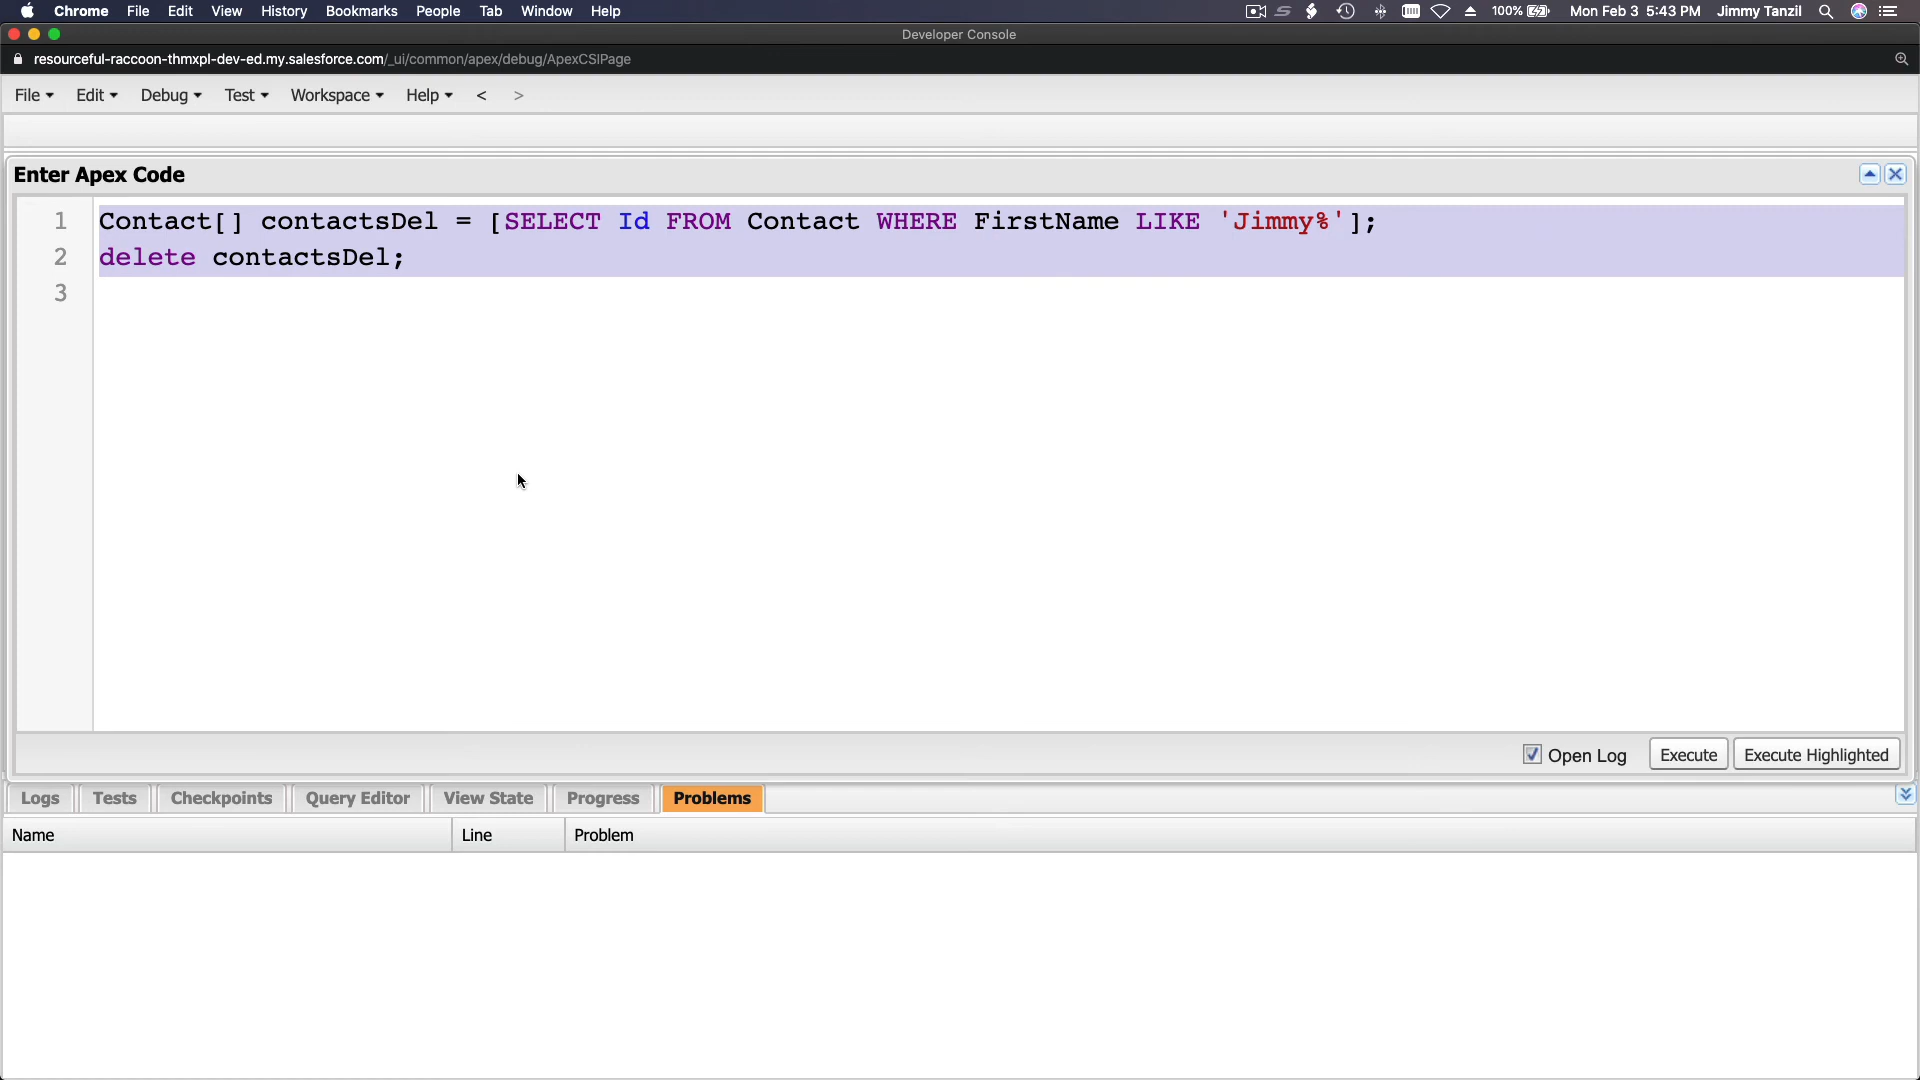 Chrome File Edit View History Bookmarks People Tab Window Help 100% Mon Feb 3 5:43 PM Jimmy Tanzil
Developer Console
resourceful-raccoon-thmxpl-dev-ed.my.salesforce.com/_ui/common/apex/debug/ApexCSIPage
File Edit Debug Test Workspace Help < >
Enter Apex Code
1 Contact[] contactsDel = [SELECT Id FROM Contact WHERE FirstName LIKE 'Jimmy%'];
2 delete contactsDel;
3
Open Log Execute Execute Highlighted
Logs Tests Checkpoints Query Editor View State Progress Problems
Name Line Problem